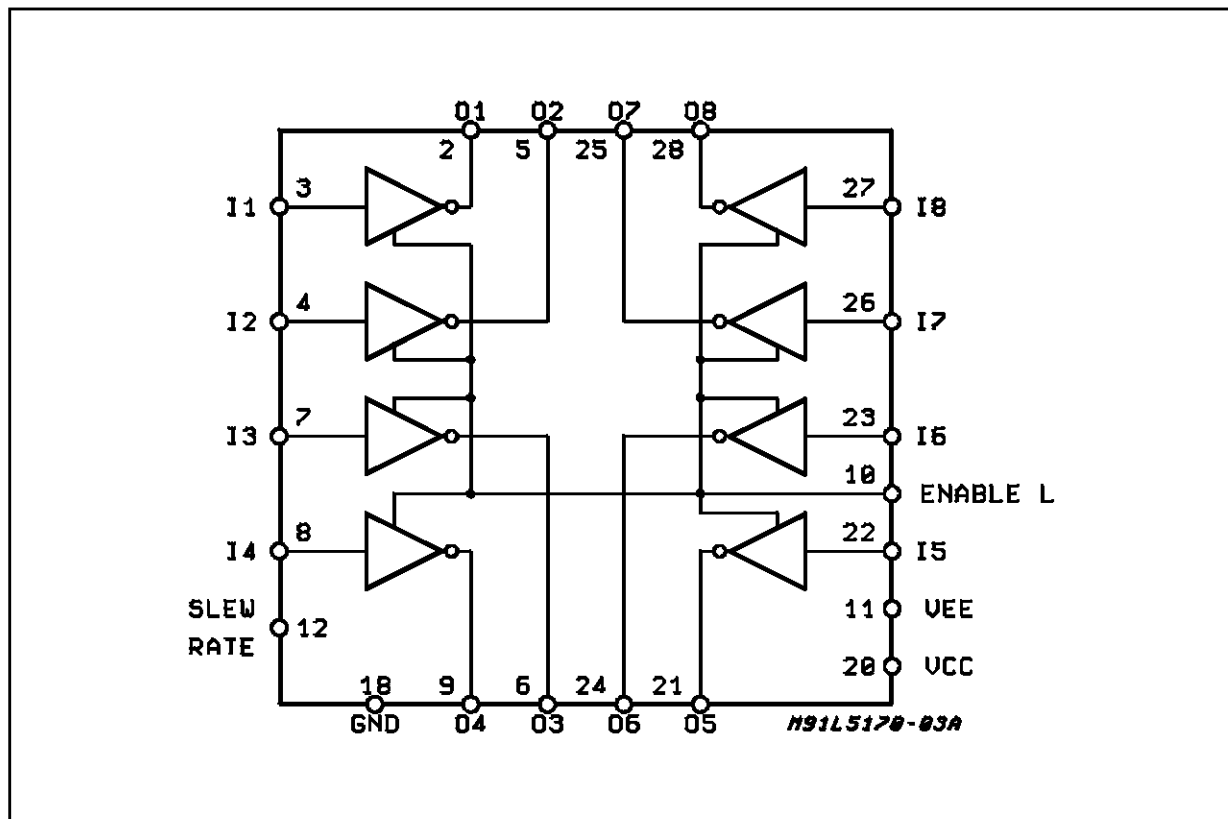 O1 O2 O7 O8
2 5 25 28
I1 3 27 I8
I2 4 26 I7
I3 7 23 I6
10 ENABLE L
I4 8 22 I5
SLEW
RATE
12
11 VEE
20 VCC
18 9 6 24 21
GND O4 O3 O6 O5
M91L5170-03A